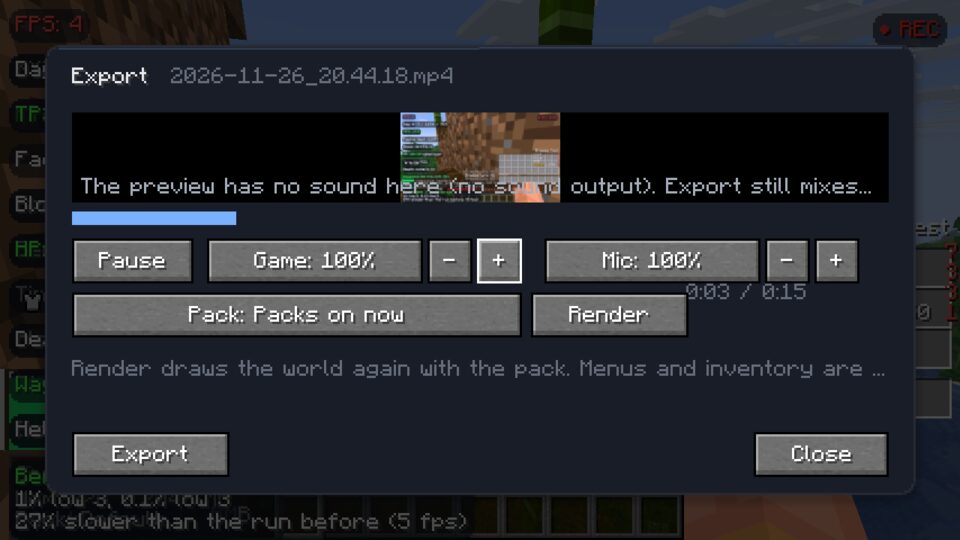 FPS: 4
REC
Export 2026-11-26_20.44.18.mp4
The preview has no sound here (no sound output). Export still mixes...
Pause Game: 100% - + Mic: 100% - +
0:03 / 0:15
Pack: Packs on now Render
Render draws the world again with the pack. Menus and inventory are ...
Export Close
1% low 3, 0.1% low 3
27% slower than the run before (5 fps)